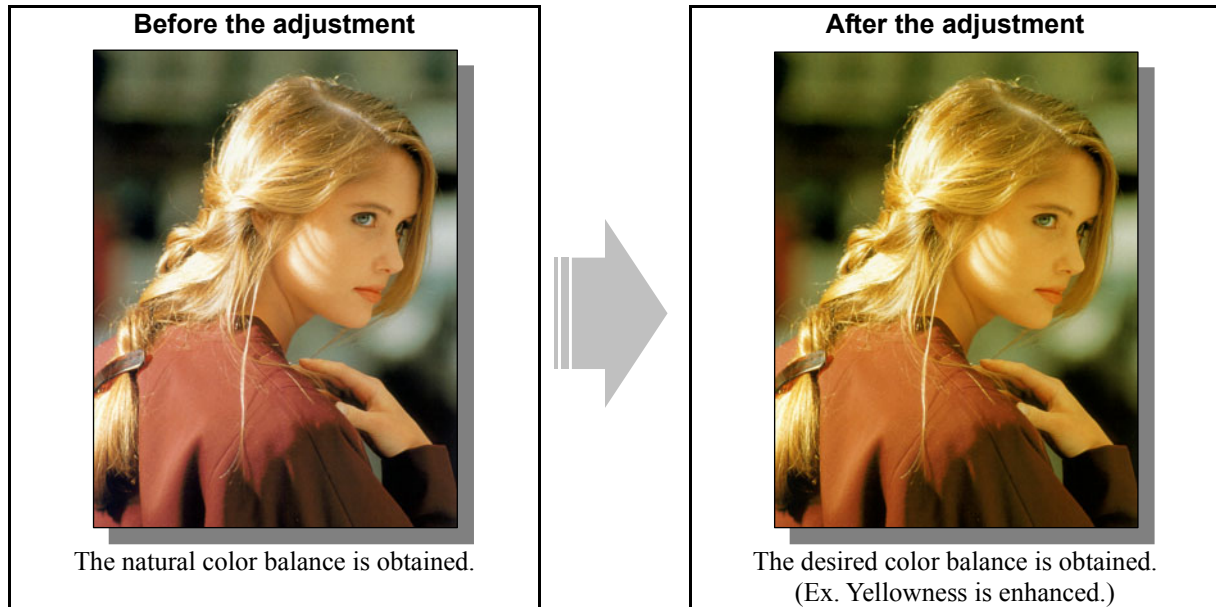 Before the adjustment
The natural color balance is obtained.
After the adjustment
The desired color balance is obtained.
(Ex. Yellowness is enhanced.)